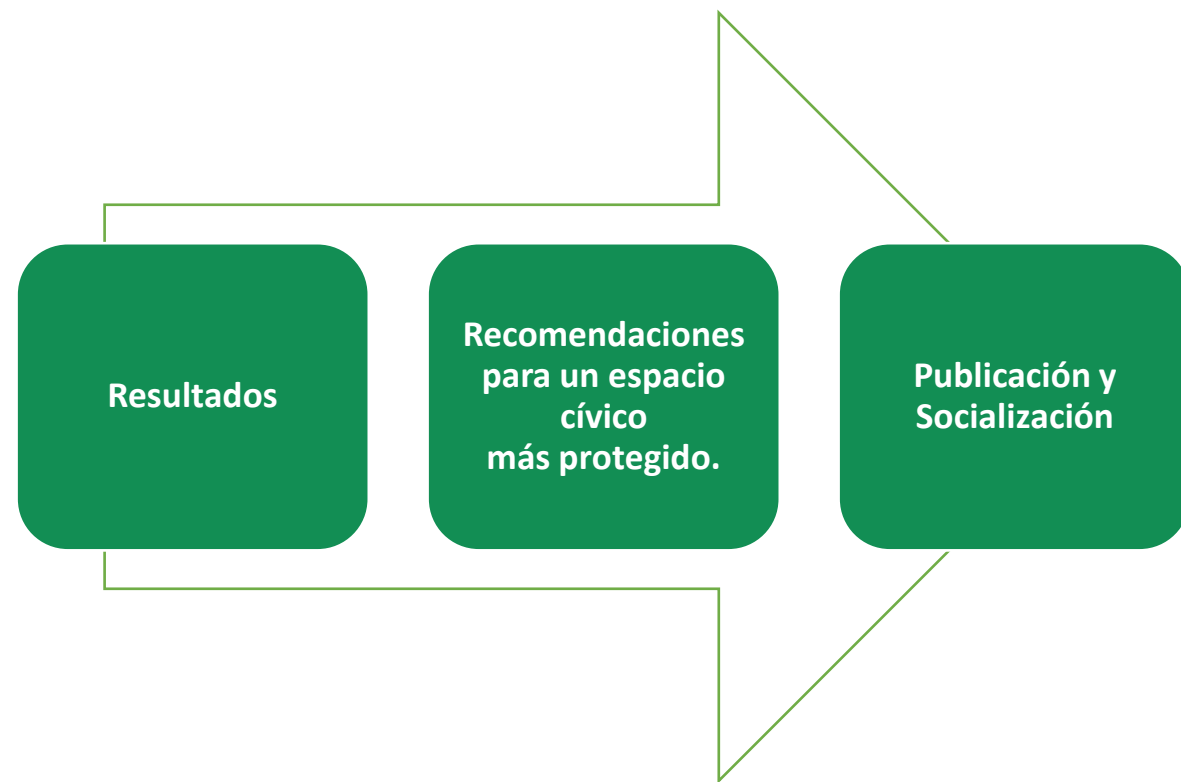 Resultados
Recomendaciones
para un espacio
cívico
más protegido.
Publicación y
Socialización